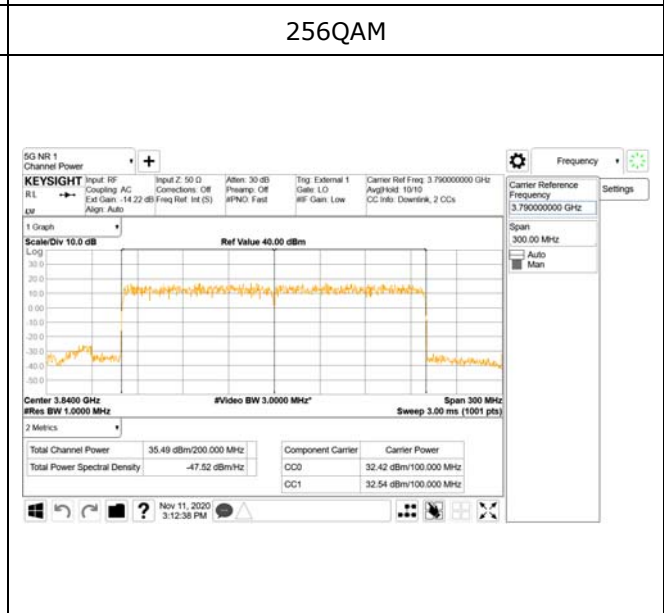 256QAM
5G NR 1
Channel Power
Frequency
KEYSIGHT
RL
Input: RF
Coupling: AC
Ext Gain: -14.22 dB
Align: Auto
Input Z: 50 Ω
Corrections: Off
Freq Ref: Int (S)
Atten: 30 dB
Preamp: Off
#PNO: Fast
Trig: External 1
Gate: LO
#IF Gain: Low
Carrier Ref Freq: 3.790000000 GHz
Avg|Hold: 10/10
CC Info: Downlink, 2 CCs
Carrier Reference
Frequency
3.790000000 GHz
Settings
Span
300.00 MHz
Auto
Man
1 Graph
Scale/Div 10.0 dB
Ref Value 40.00 dBm
Log
30.0
20.0
10.0
0.00
-10.0
-20.0
-30.0
-40.0
-50.0
Center 3.8400 GHz
#Video BW 3.0000 MHz*
Span 300 MHz
#Res BW 1.0000 MHz
Sweep 3.00 ms (1001 pts)
2 Metrics
Total Channel Power 35.49 dBm/200.000 MHz
Total Power Spectral Density -47.52 dBm/Hz
Component Carrier Carrier Power
CC0 32.42 dBm/100.000 MHz
CC1 32.54 dBm/100.000 MHz
Nov 11, 2020
3:12:38 PM